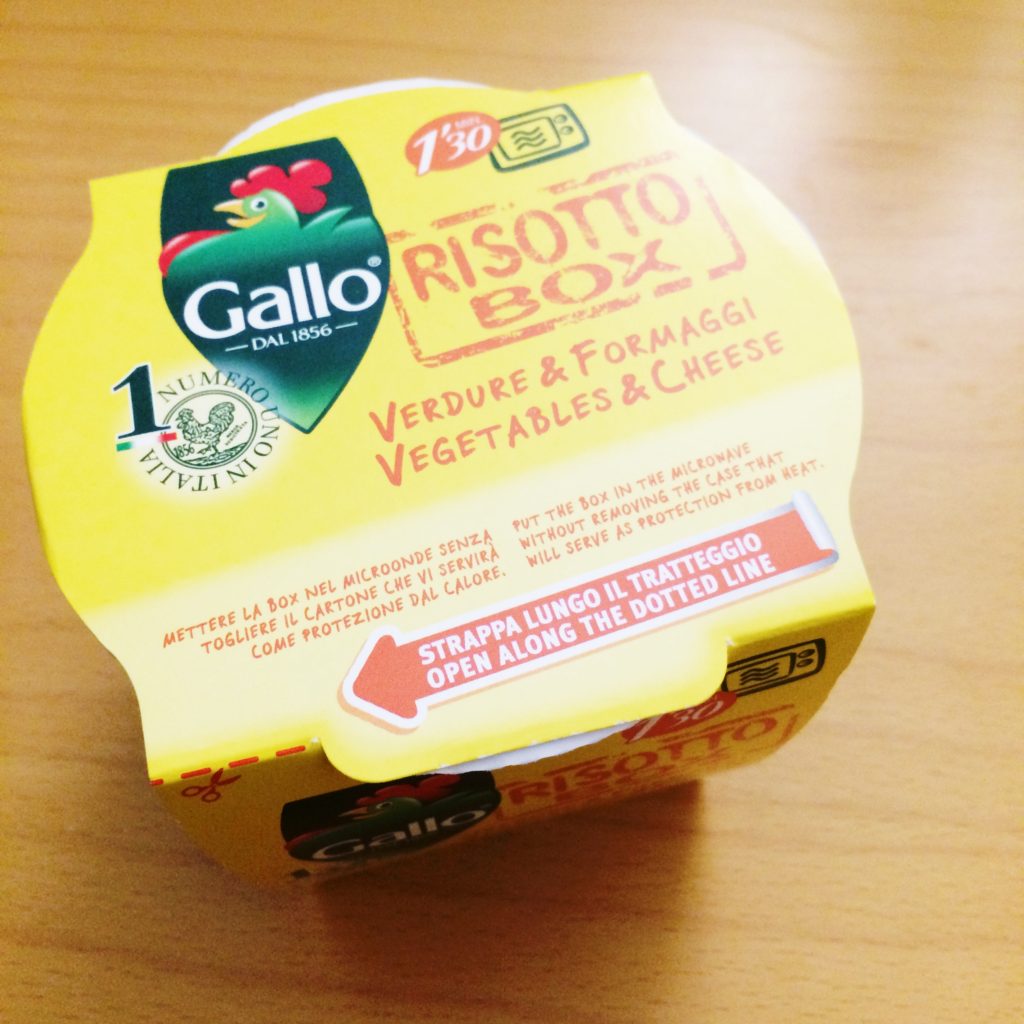 1'30 MIN
RISOTTO
BOX
Gallo®
DAL 1856
VERDURE & FORMAGGI
VEGETABLES & CHEESE
1 NUMERO UNO IN ITALIA
1856
METTERE LA BOX NEL MICROONDE SENZA
TOGLIERE IL CARTONE CHE VI SERVIRÀ
COME PROTEZIONE DAL CALORE.
PUT THE BOX IN THE MICROWAVE
WITHOUT REMOVING THE CASE THAT
WILL SERVE AS PROTECTION FROM HEAT.
STRAPPA LUNGO IL TRATTEGGIO
OPEN ALONG THE DOTTED LINE
1'30
RISOTTO
Gallo